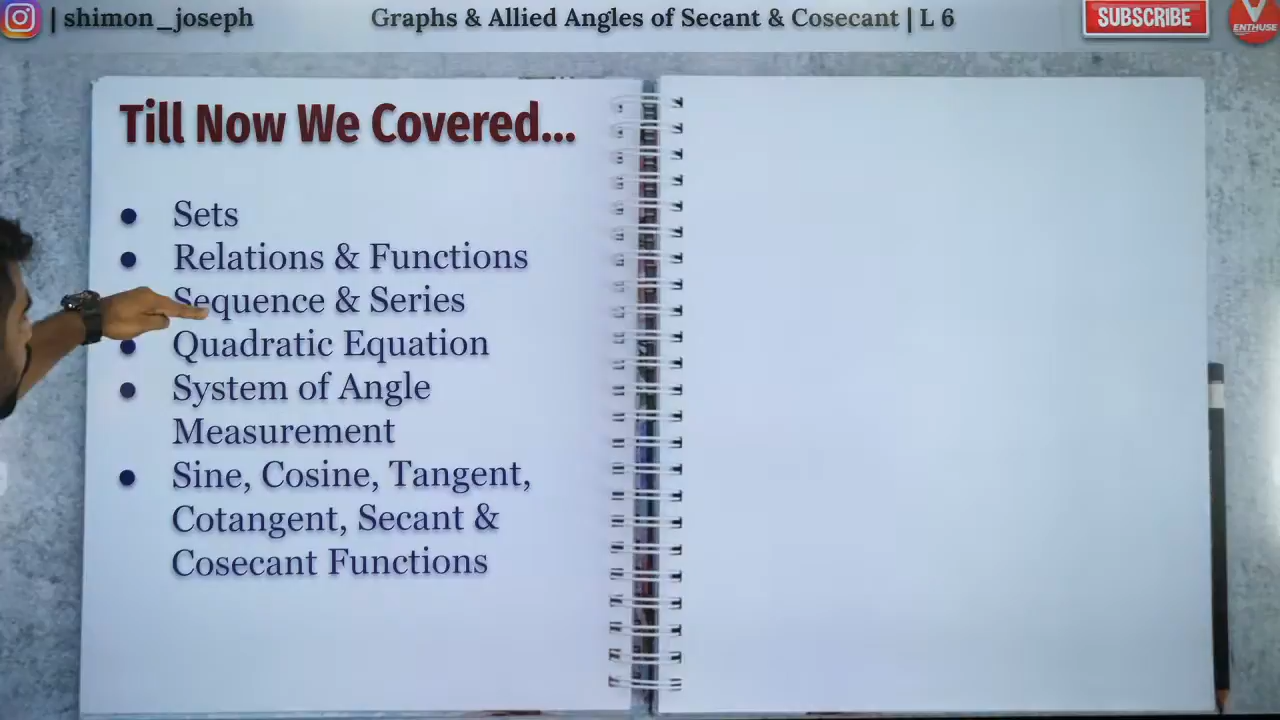 | shimon_joseph
Graphs & Allied Angles of Secant & Cosecant | L 6
SUBSCRIBE
V
ENTHUSE
Till Now We Covered...
● Sets
● Relations & Functions
Sequence & Series
● Quadratic Equation
● System of Angle
Measurement
● Sine, Cosine, Tangent,
Cotangent, Secant &
Cosecant Functions